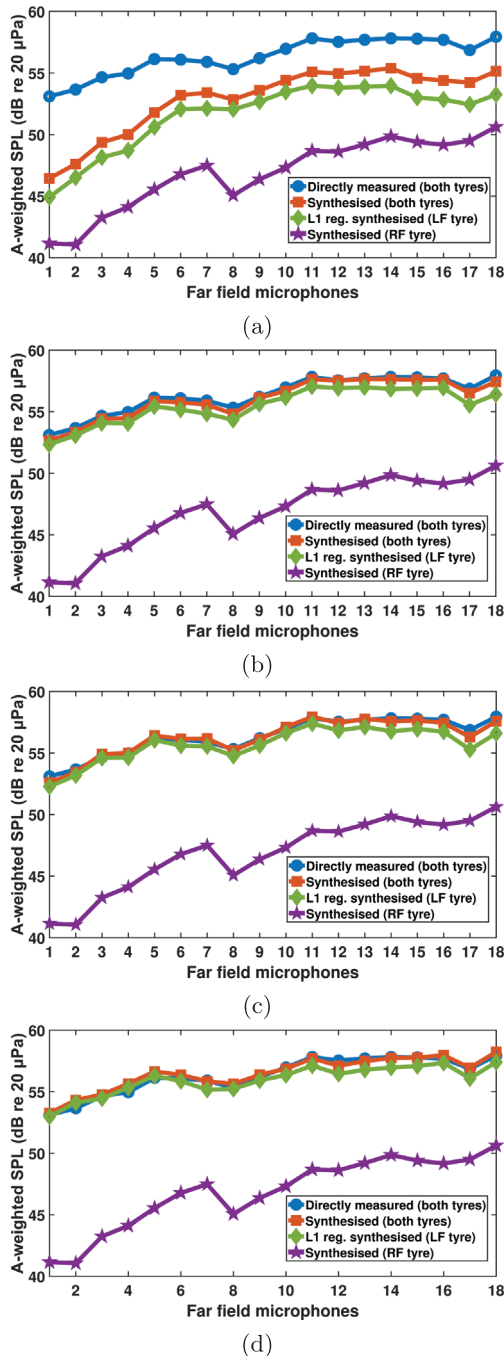 60
55
50
45
40
A-weighted SPL (dB re 20 µPa)
Directly measured (both tyres)
Synthesised (both tyres)
L1 reg. synthesised (LF tyre)
Synthesised (RF tyre)
1 2 3 4 5 6 7 8 9 10 11 12 13 14 15 16 17 18
Far field microphones
(a)
60
55
50
45
40
A-weighted SPL (dB re 20 µPa)
Directly measured (both tyres)
Synthesised (both tyres)
L1 reg. synthesised (LF tyre)
Synthesised (RF tyre)
1 2 3 4 5 6 7 8 9 10 11 12 13 14 15 16 17 18
Far field microphones
(b)
60
55
50
45
40
A-weighted SPL (dB re 20 µPa)
Directly measured (both tyres)
Synthesised (both tyres)
L1 reg. synthesised (LF tyre)
Synthesised (RF tyre)
1 2 3 4 5 6 7 8 9 10 11 12 13 14 15 16 17 18
Far field microphones
(c)
60
55
50
45
40
A-weighted SPL (dB re 20 µPa)
Directly measured (both tyres)
Synthesised (both tyres)
L1 reg. synthesised (LF tyre)
Synthesised (RF tyre)
1 2 3 4 5 6 7 8 9 10 11 12 13 14 15 16 17 18
Far field microphones
(d)